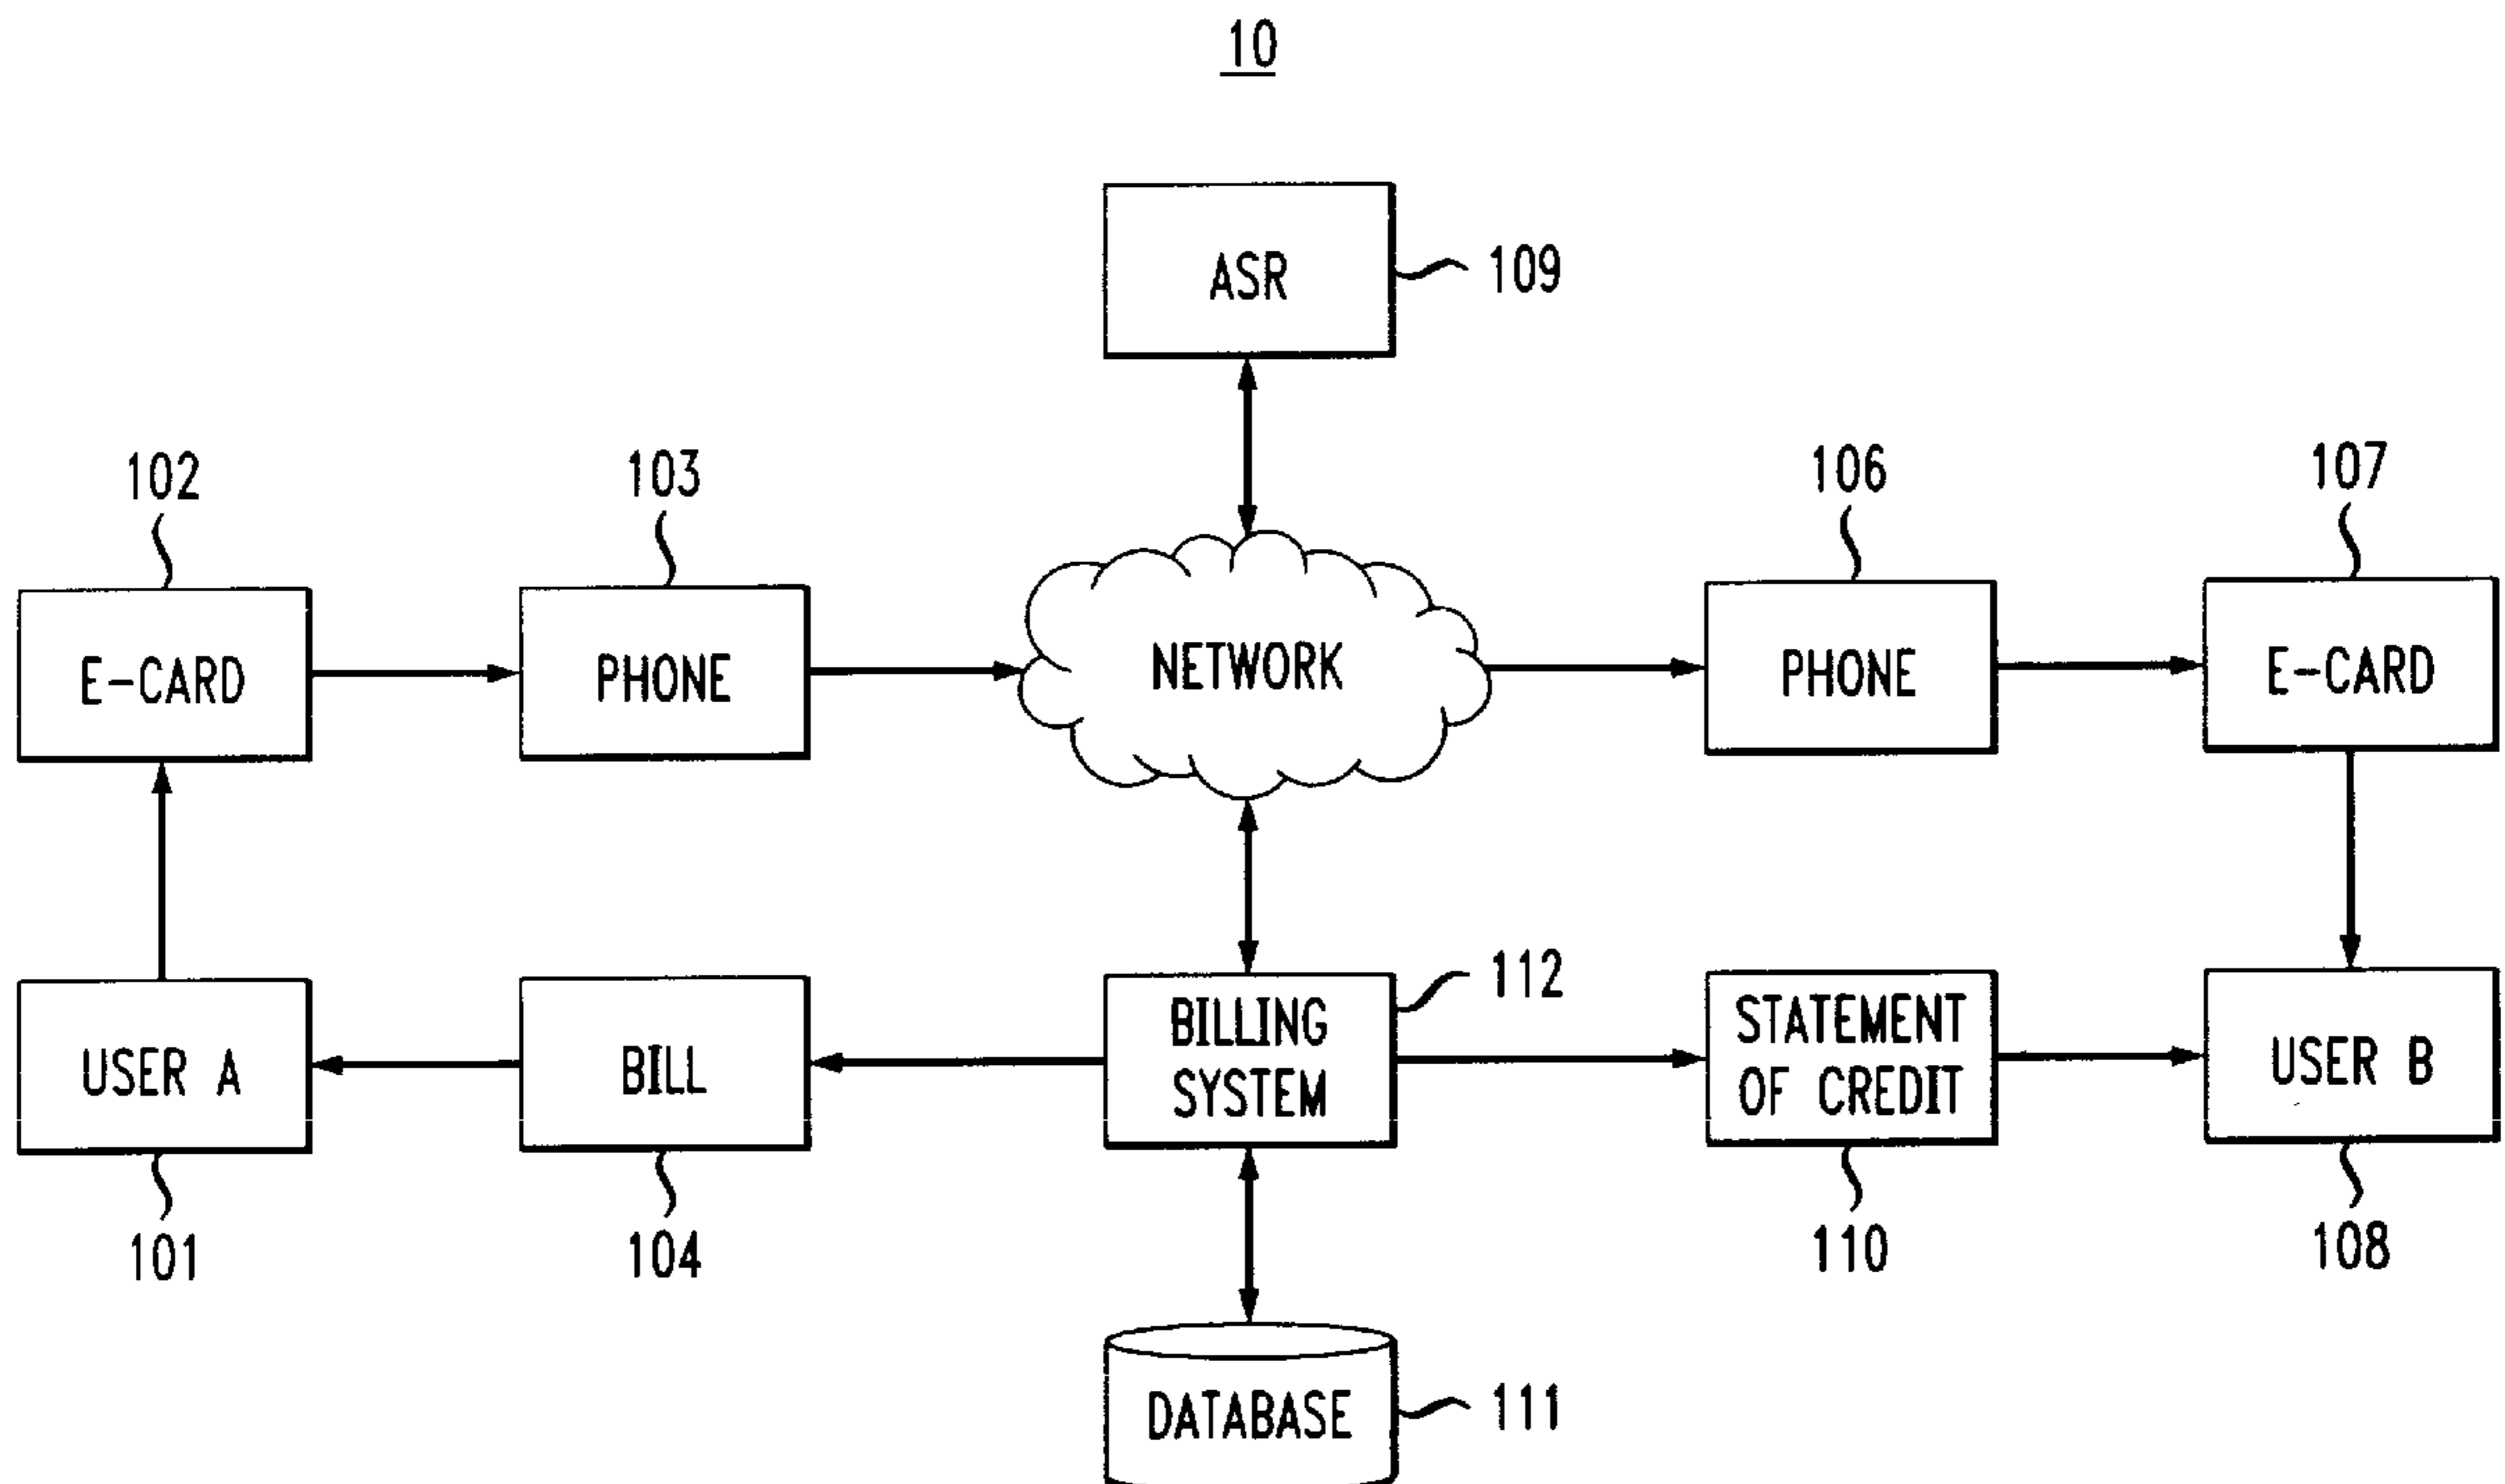 10
ASR
109
102
103
106
107
E-CARD
PHONE
NETWORK
PHONE
E-CARD
112
USER A
BILL
BILLING
SYSTEM
STATEMENT
OF CREDIT
USER B
101
104
110
108
DATABASE
111